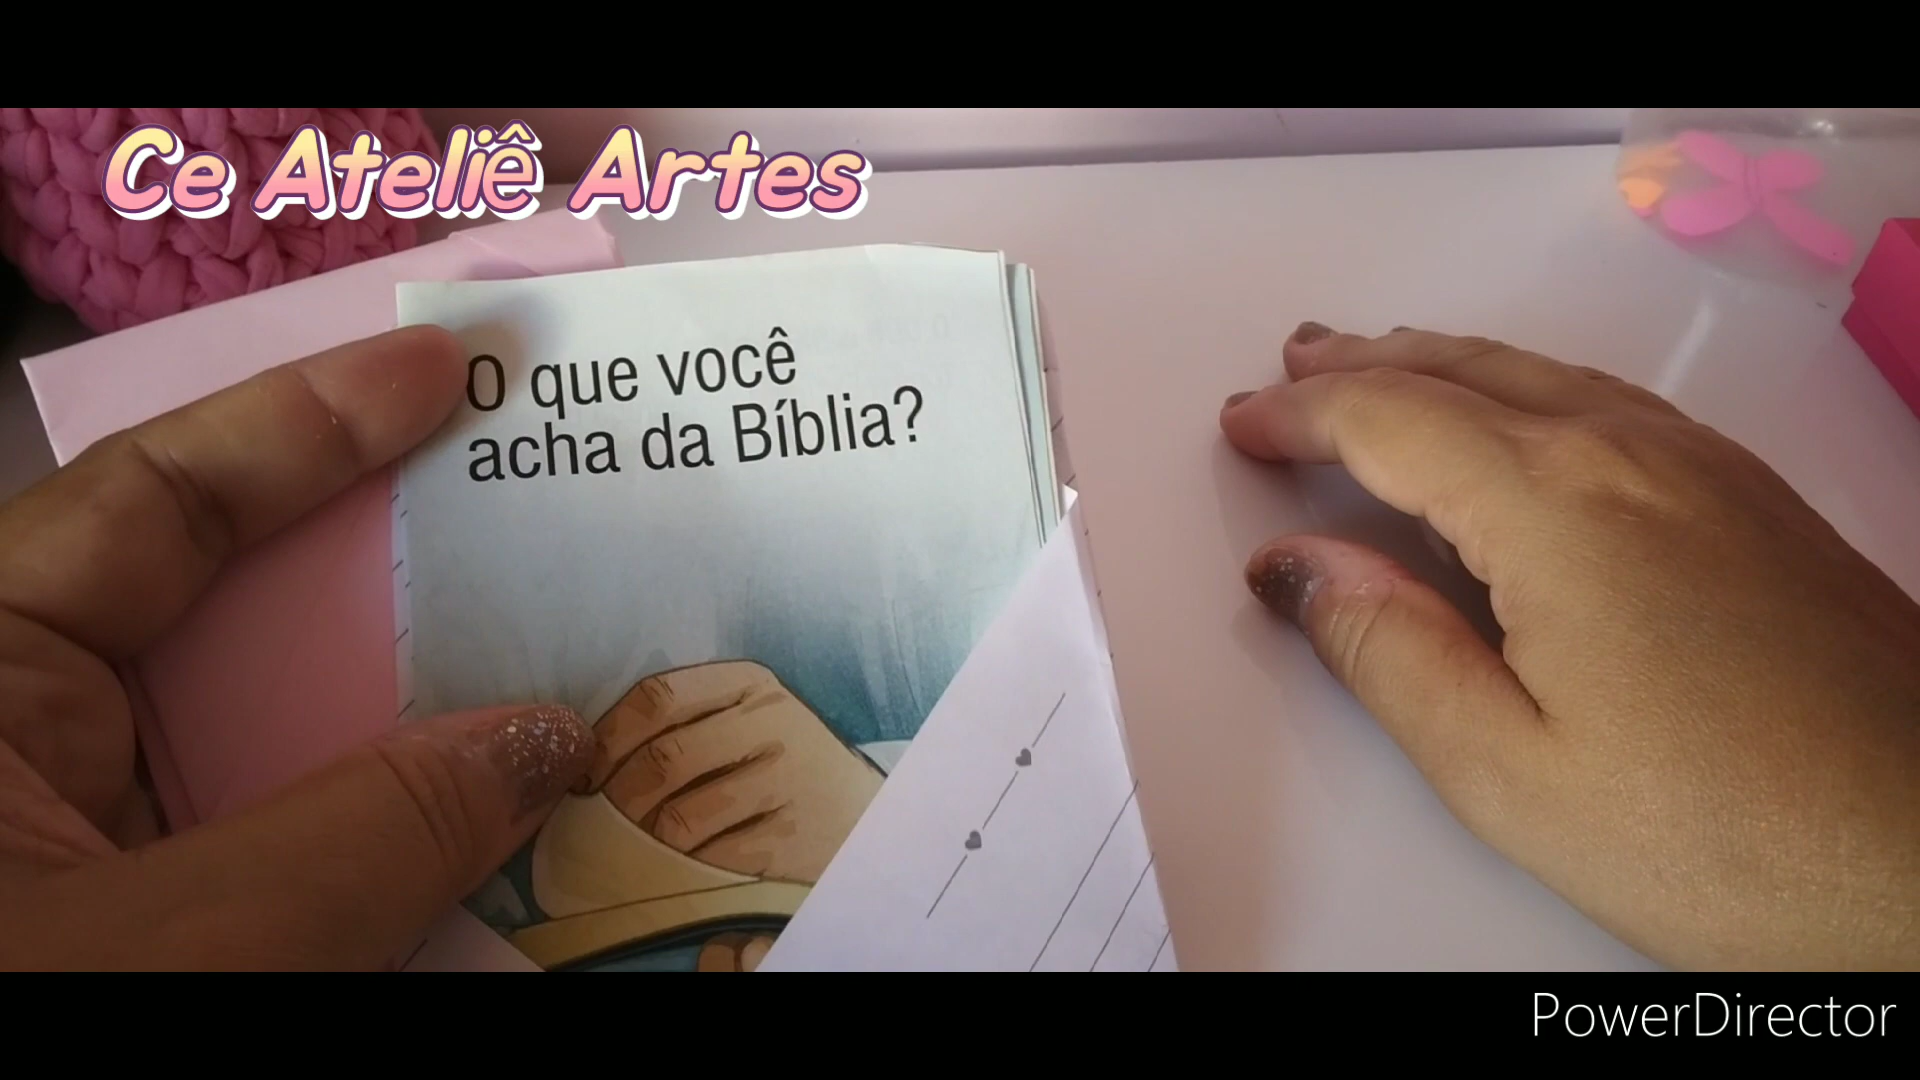 Ce Ateliê Artes
O que você
acha da Bíblia?
PowerDirector